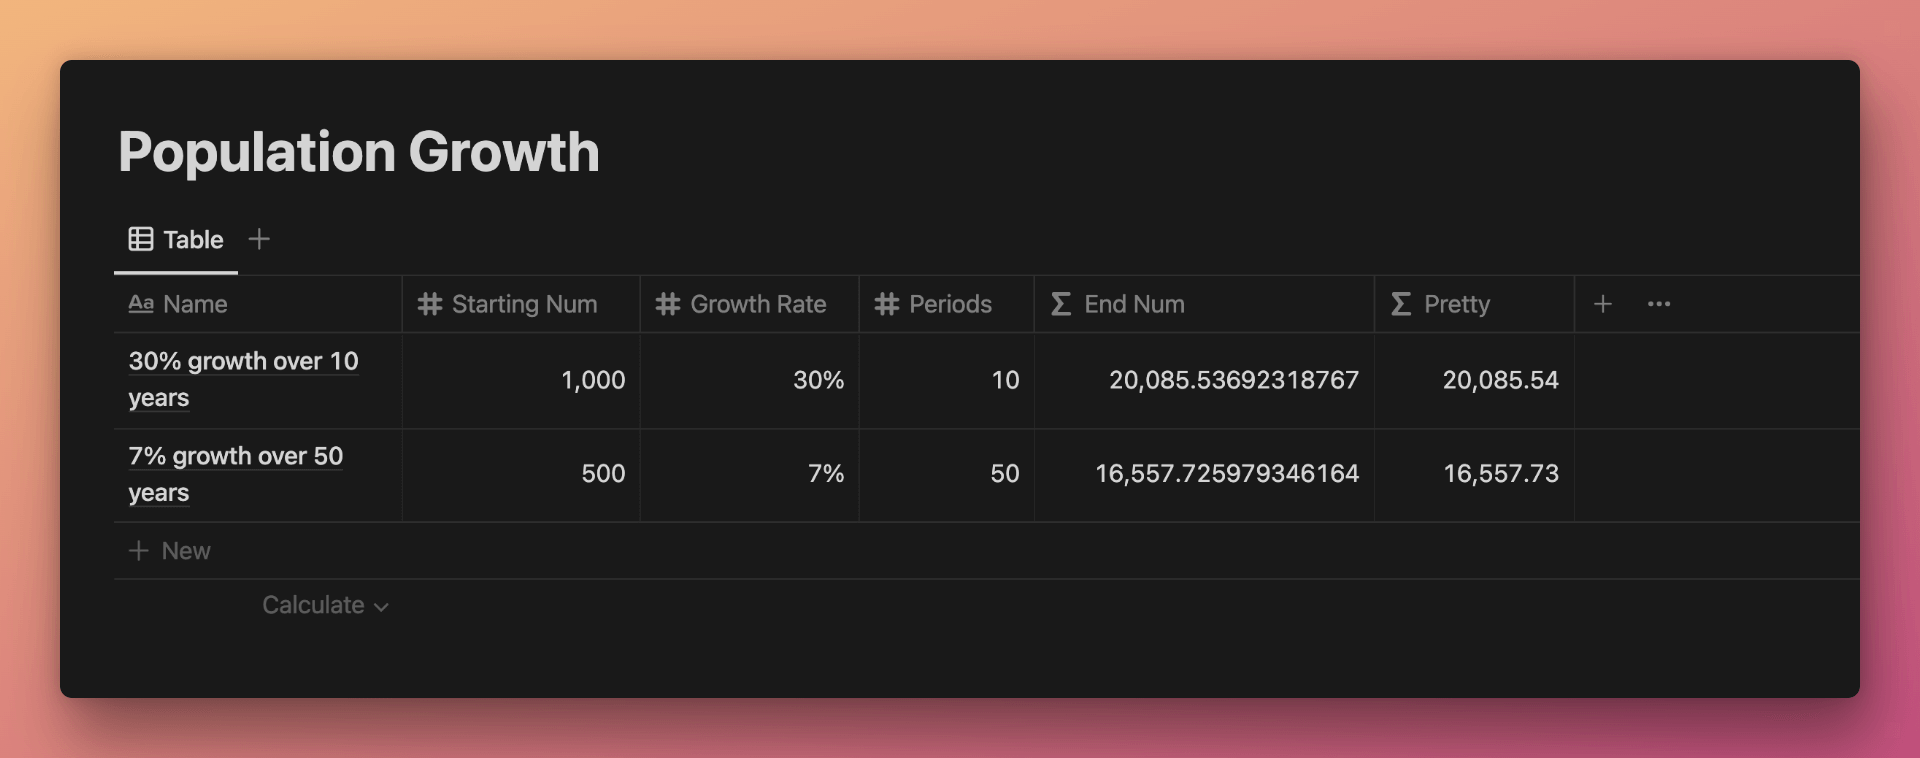 Population Growth
Table
Aa Name Starting Num Growth Rate Periods Σ End Num Σ Pretty
30% growth over 10 years 1,000 30% 10 20,085.53692318767 20,085.54
7% growth over 50 years 500 7% 50 16,557.725979346164 16,557.73
+ New
Calculate